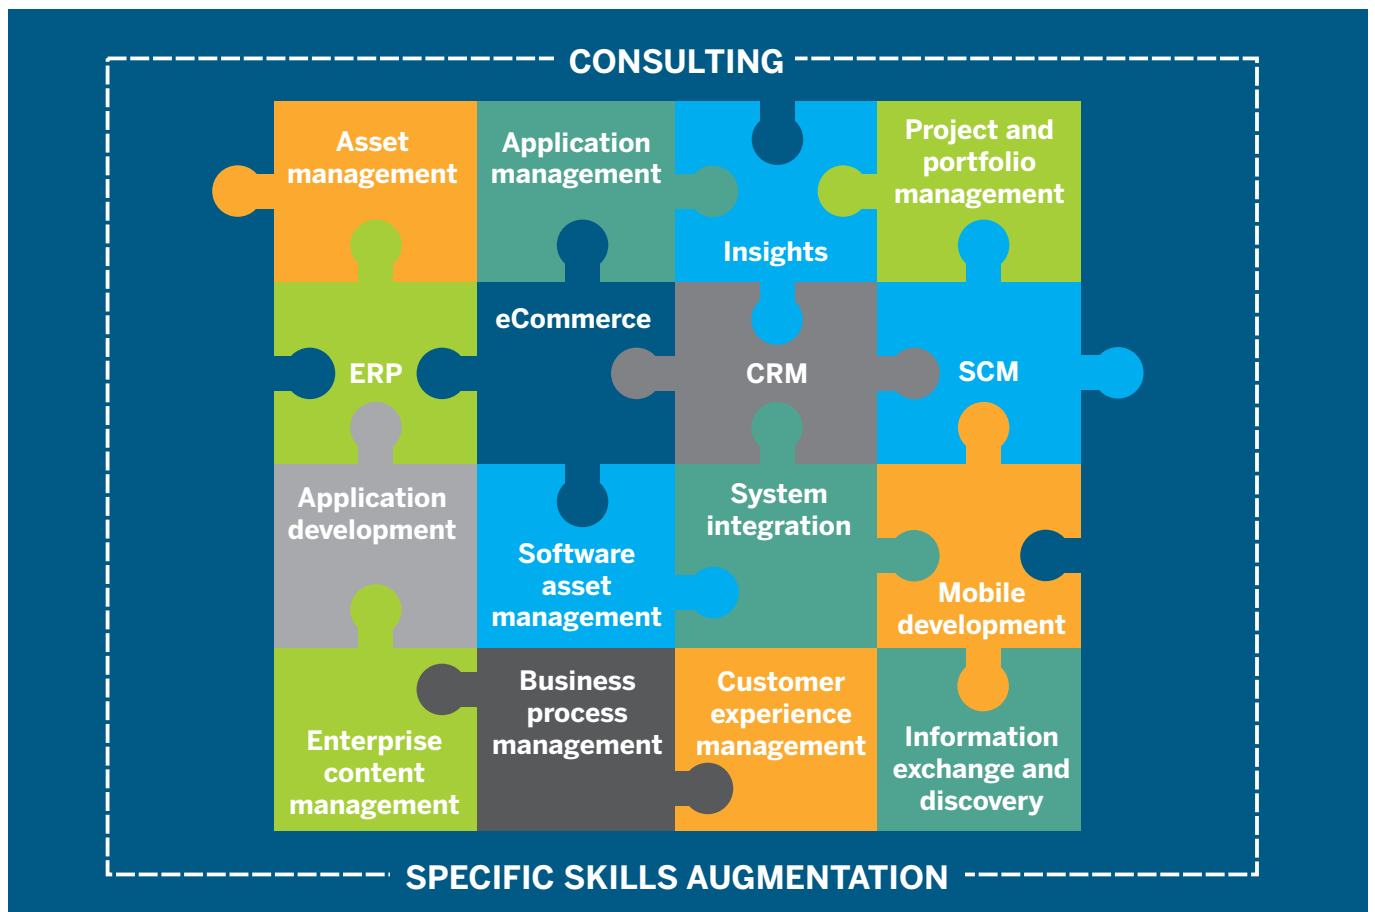 CONSULTING
Asset
management
Application
management
Insights
Project and
portfolio
management
ERP
eCommerce
CRM
SCM
Application
development
Software
asset
management
System
integration
Mobile
development
Enterprise
content
management
Business
process
management
Customer
experience
management
Information
exchange and
discovery
SPECIFIC SKILLS AUGMENTATION